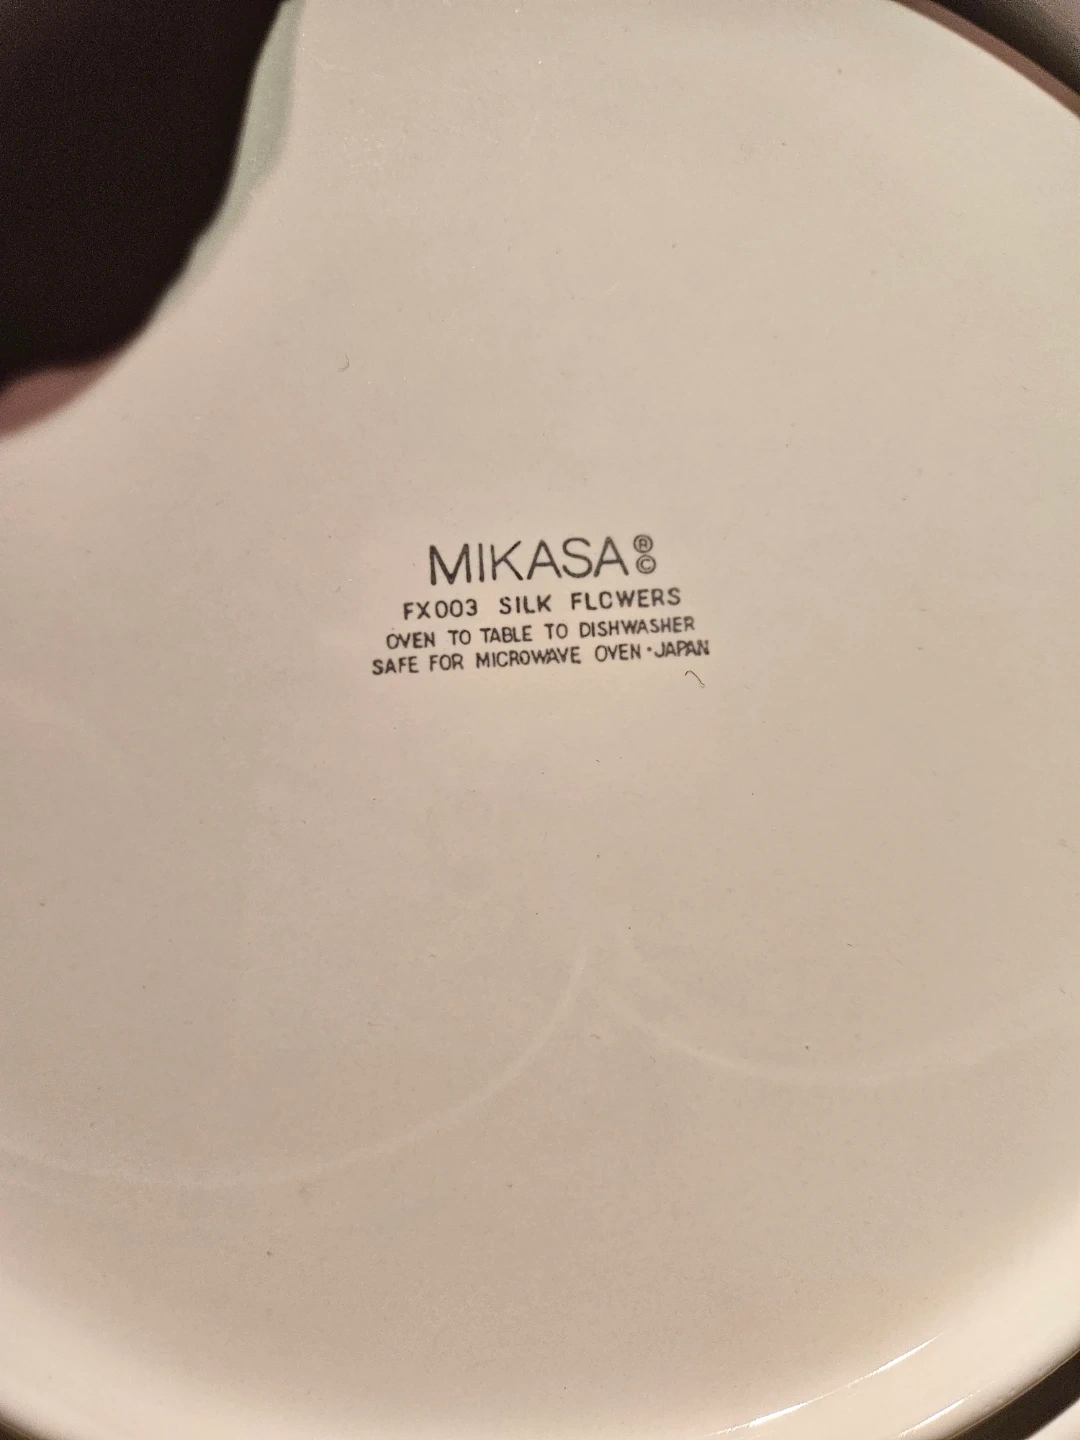 MIKASA®©
FX003 SILK FLOWERS
OVEN TO TABLE TO DISHWASHER
SAFE FOR MICROWAVE OVEN·JAPAN